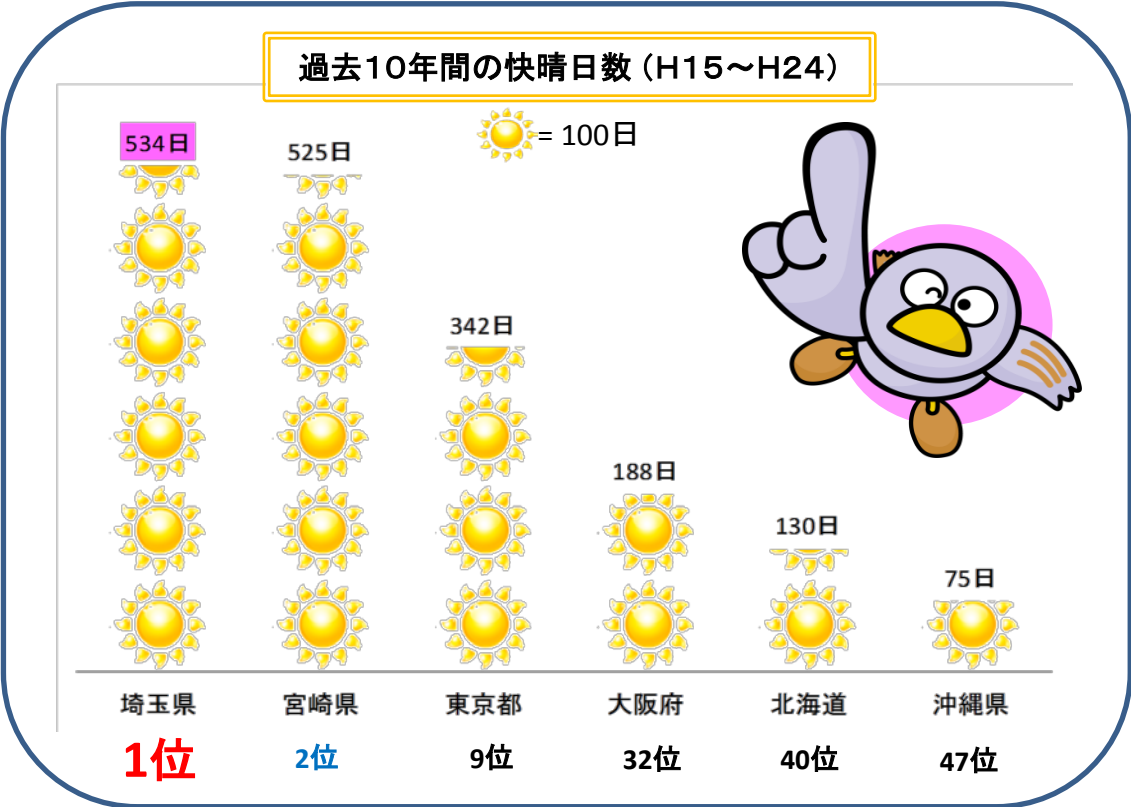 過去１０年間の快晴日数（Ｈ１５～Ｈ２４）
= 100日
534日
525日
342日
188日
130日
75日
埼玉県 宮崎県 東京都 大阪府 北海道 沖縄県
1位 2位 9位 32位 40位 47位